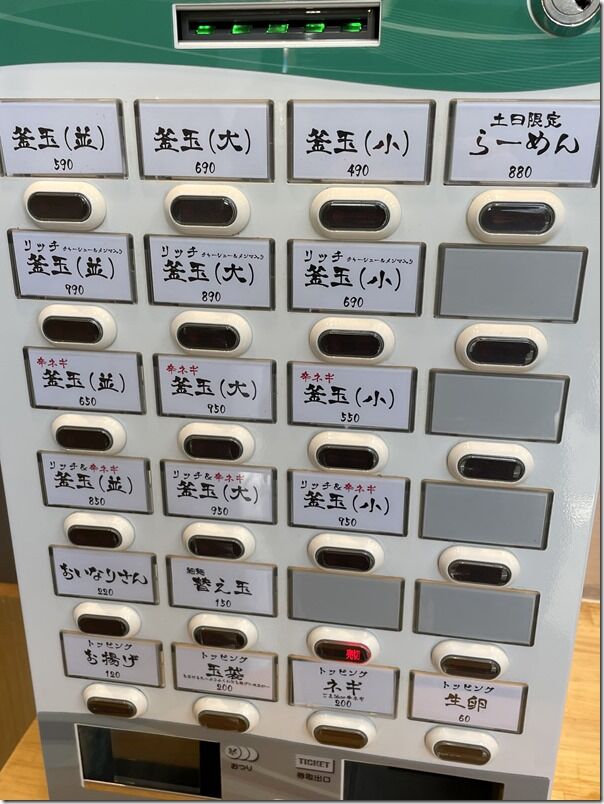 釜玉(並)
590
釜玉(大)
690
釜玉(小)
490
土日限定
らーめん
880
リッチ チャーシュー&メンマ入り
釜玉(並)
790
リッチ チャーシュー&メンマ入り
釜玉(大)
890
リッチ チャーシュー&メンマ入り
釜玉(小)
690
辛ネギ
釜玉(並)
650
辛ネギ
釜玉(大)
750
辛ネギ
釜玉(小)
550
リッチ&辛ネギ
釜玉(並)
850
リッチ&辛ネギ
釜玉(大)
950
リッチ&辛ネギ
釜玉(小)
750
おいなりさん
220
細麺
替え玉
150
売切
トッピング
お揚げ
120
トッピング
玉袋
200
トッピング
ネギ
200
トッピング
生卵
60
おつり
TICKET
券取出口